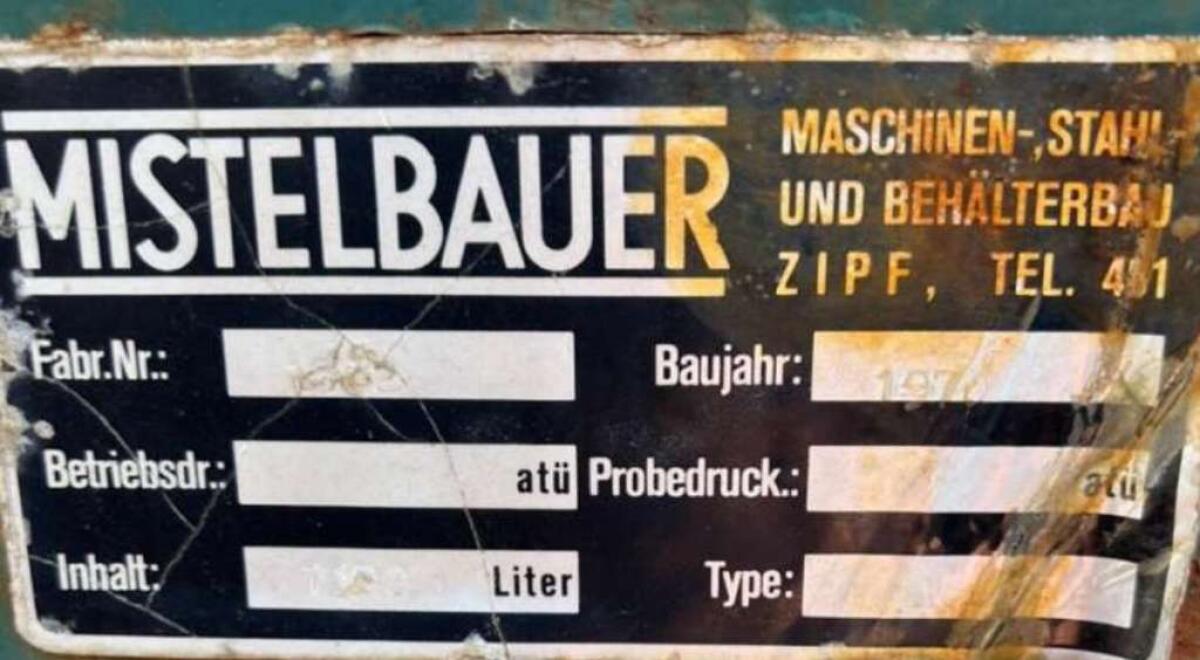 MISTELBAUER
MASCHINEN-, STAHL
UND BEHÄLTERBAU
ZIPF, TEL.
Fabr.Nr.:
Baujahr:
Betriebsdr.: atü
Probedruck.: atü
Inhalt: Liter
Type: